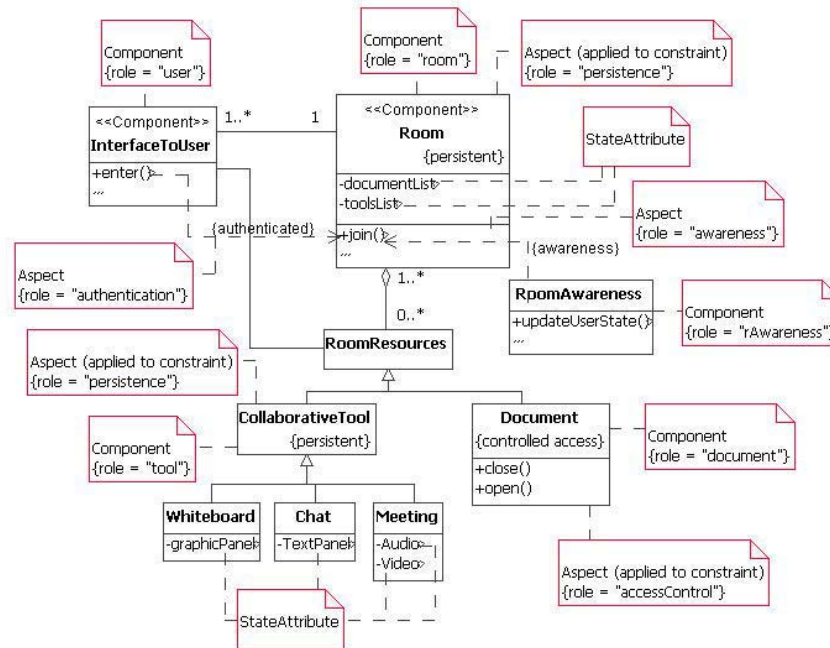 Component
{role = "user"}
Component
{role = "room"}
Aspect (applied to constraint)
{role = "persistence"}
<<Component>>
InterfaceToUser
+enter()
,,,
1..*
1
<<Component>>
Room
{persistent}
-documentList
-toolsList
+join()
,,,
StateAttribute
{authenticated}
Aspect
{role = "awareness"}
{awareness}
Aspect
{role = "authentication"}
1..*
0..*
RoomAwareness
+updateUserState()
,,,
Component
{role = "rAwareness"}
RoomResources
Aspect (applied to constraint)
{role = "persistence"}
CollaborativeTool
{persistent}
Document
{controlled access}
+close()
+open()
Component
{role = "document"}
Component
{role = "tool"}
Whiteboard
-graphicPanel
Chat
-TextPanel
Meeting
-Audio
-Video
Aspect (applied to constraint)
{role = "accessControl"}
StateAttribute